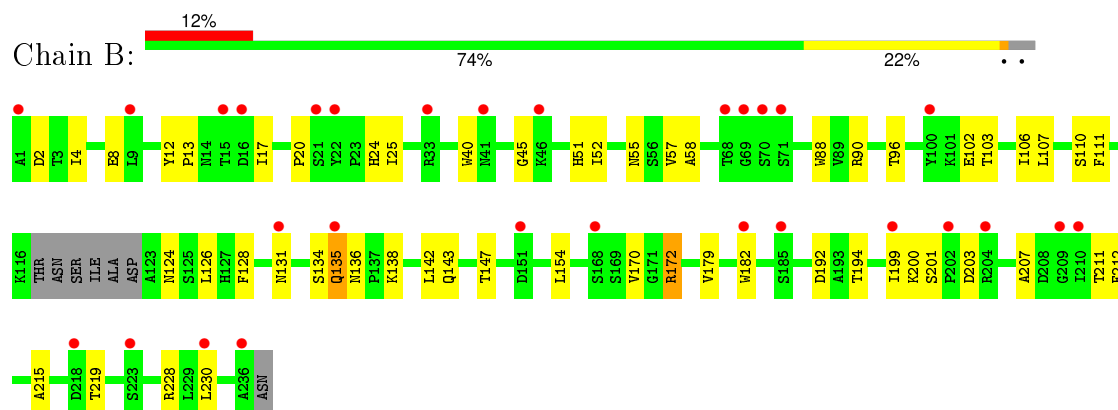 12%
Chain B:
74% 22% • •
A1 D2 T3 I4 E8 L9 Y12 P13 N14 T15 D16 I17 P20 S21 Y22 P23 H24 I25 R33 W40 N41 G45 K46 H51 I52 N55 S56 V57 A58 T68 G69 S70 S71 W88 V89 R90 T96 Y100 K101 E102 T103 I106 L107 S110 F111
K116 THR ASN SER ILE ALA ASP A123 N124 S125 L126 H127 F128 N131 S134 Q135 N136 P137 K138 L142 Q143 T147 D151 L154 S168 S169 V170 G171 R172 V179 W182 S185 D192 A193 T194 I199 K200 S201 P202 D203 R204 A207 D208 G209 I210 T211
A215 D218 T219 S223 R228 L229 L230 A236 ASN